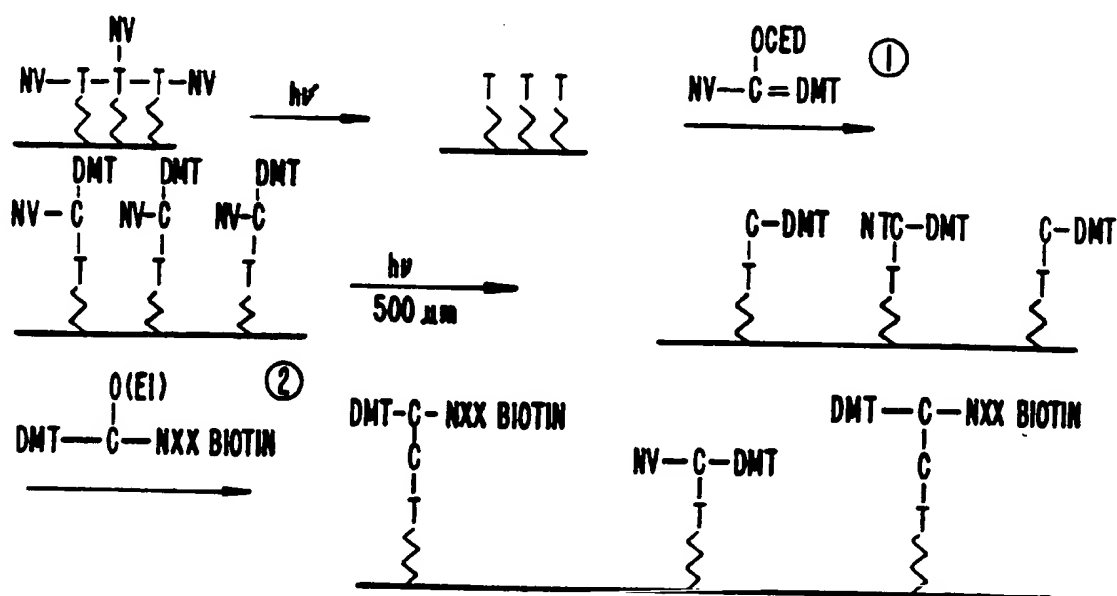 NV
NV-T-T-T-NV
hν
T T T
OCED
NV-C=DMT
①
DMT DMT DMT
NV-C NV-C NV-C
T T T
hν
500 μm
C-DMT NTC-DMT C-DMT
T T T
②
O(EI)
DMT-C-NXX BIOTIN
DMT-C-NXX BIOTIN
C
T
NV-C-DMT
T
DMT-C-NXX BIOTIN
C
T